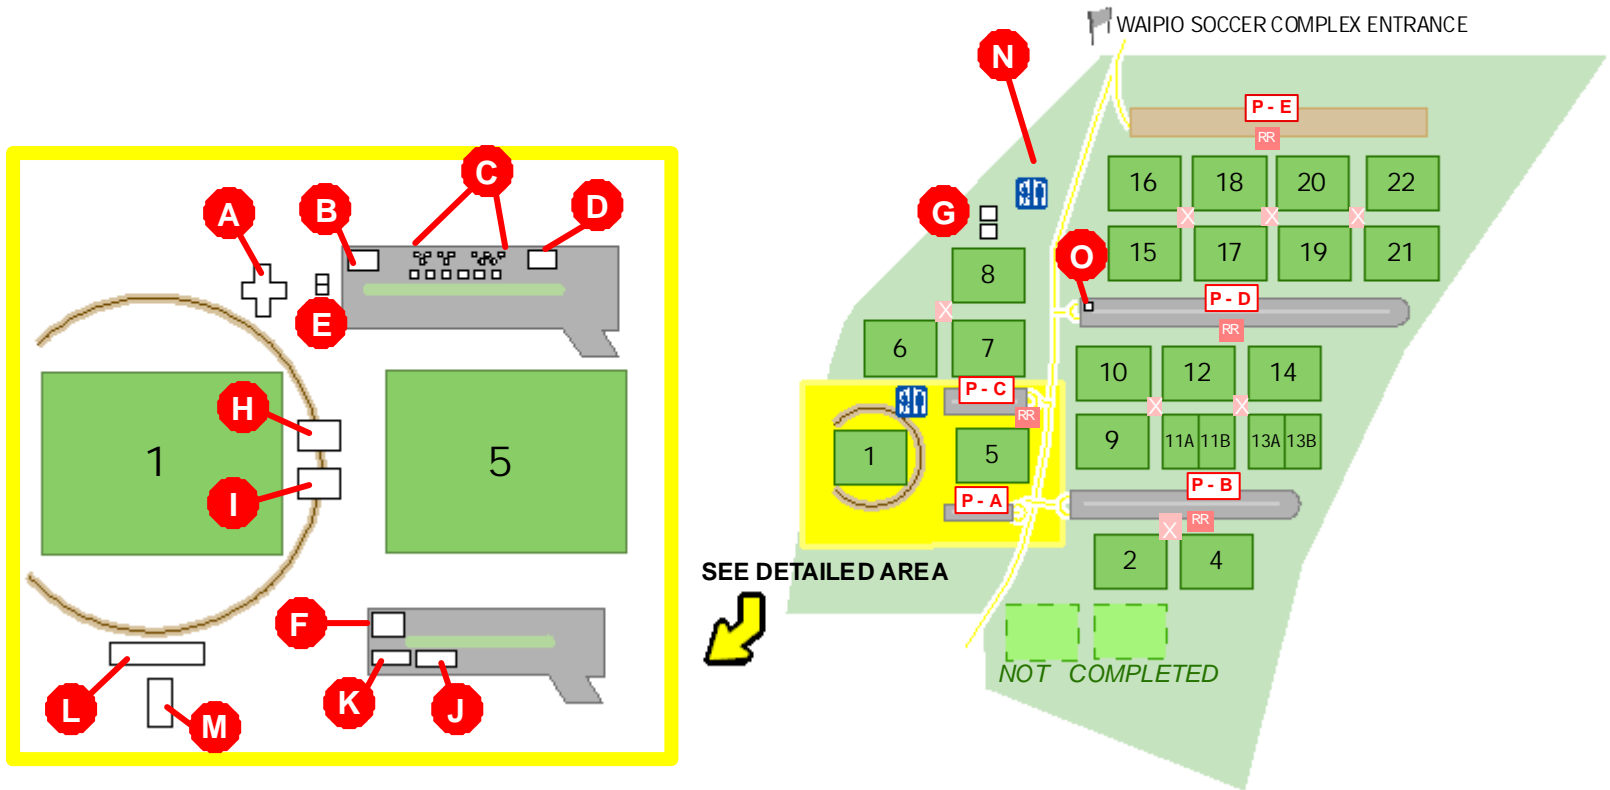 WAIPIO SOCCER COMPLEX ENTRANCE
N
P - E
RR
C
16 18 20 22
A B D G
X X X
O
15 17 19 21
8
E
P - D
X
RR
6 7
10 12 14
P - C
H
X X
RR
1 5
1 5
9 11A 11B 13A 13B
I
P - A
P - B
X RR
2 4
SEE DETAILED AREA
F
NOT COMPLETED
K J
L M